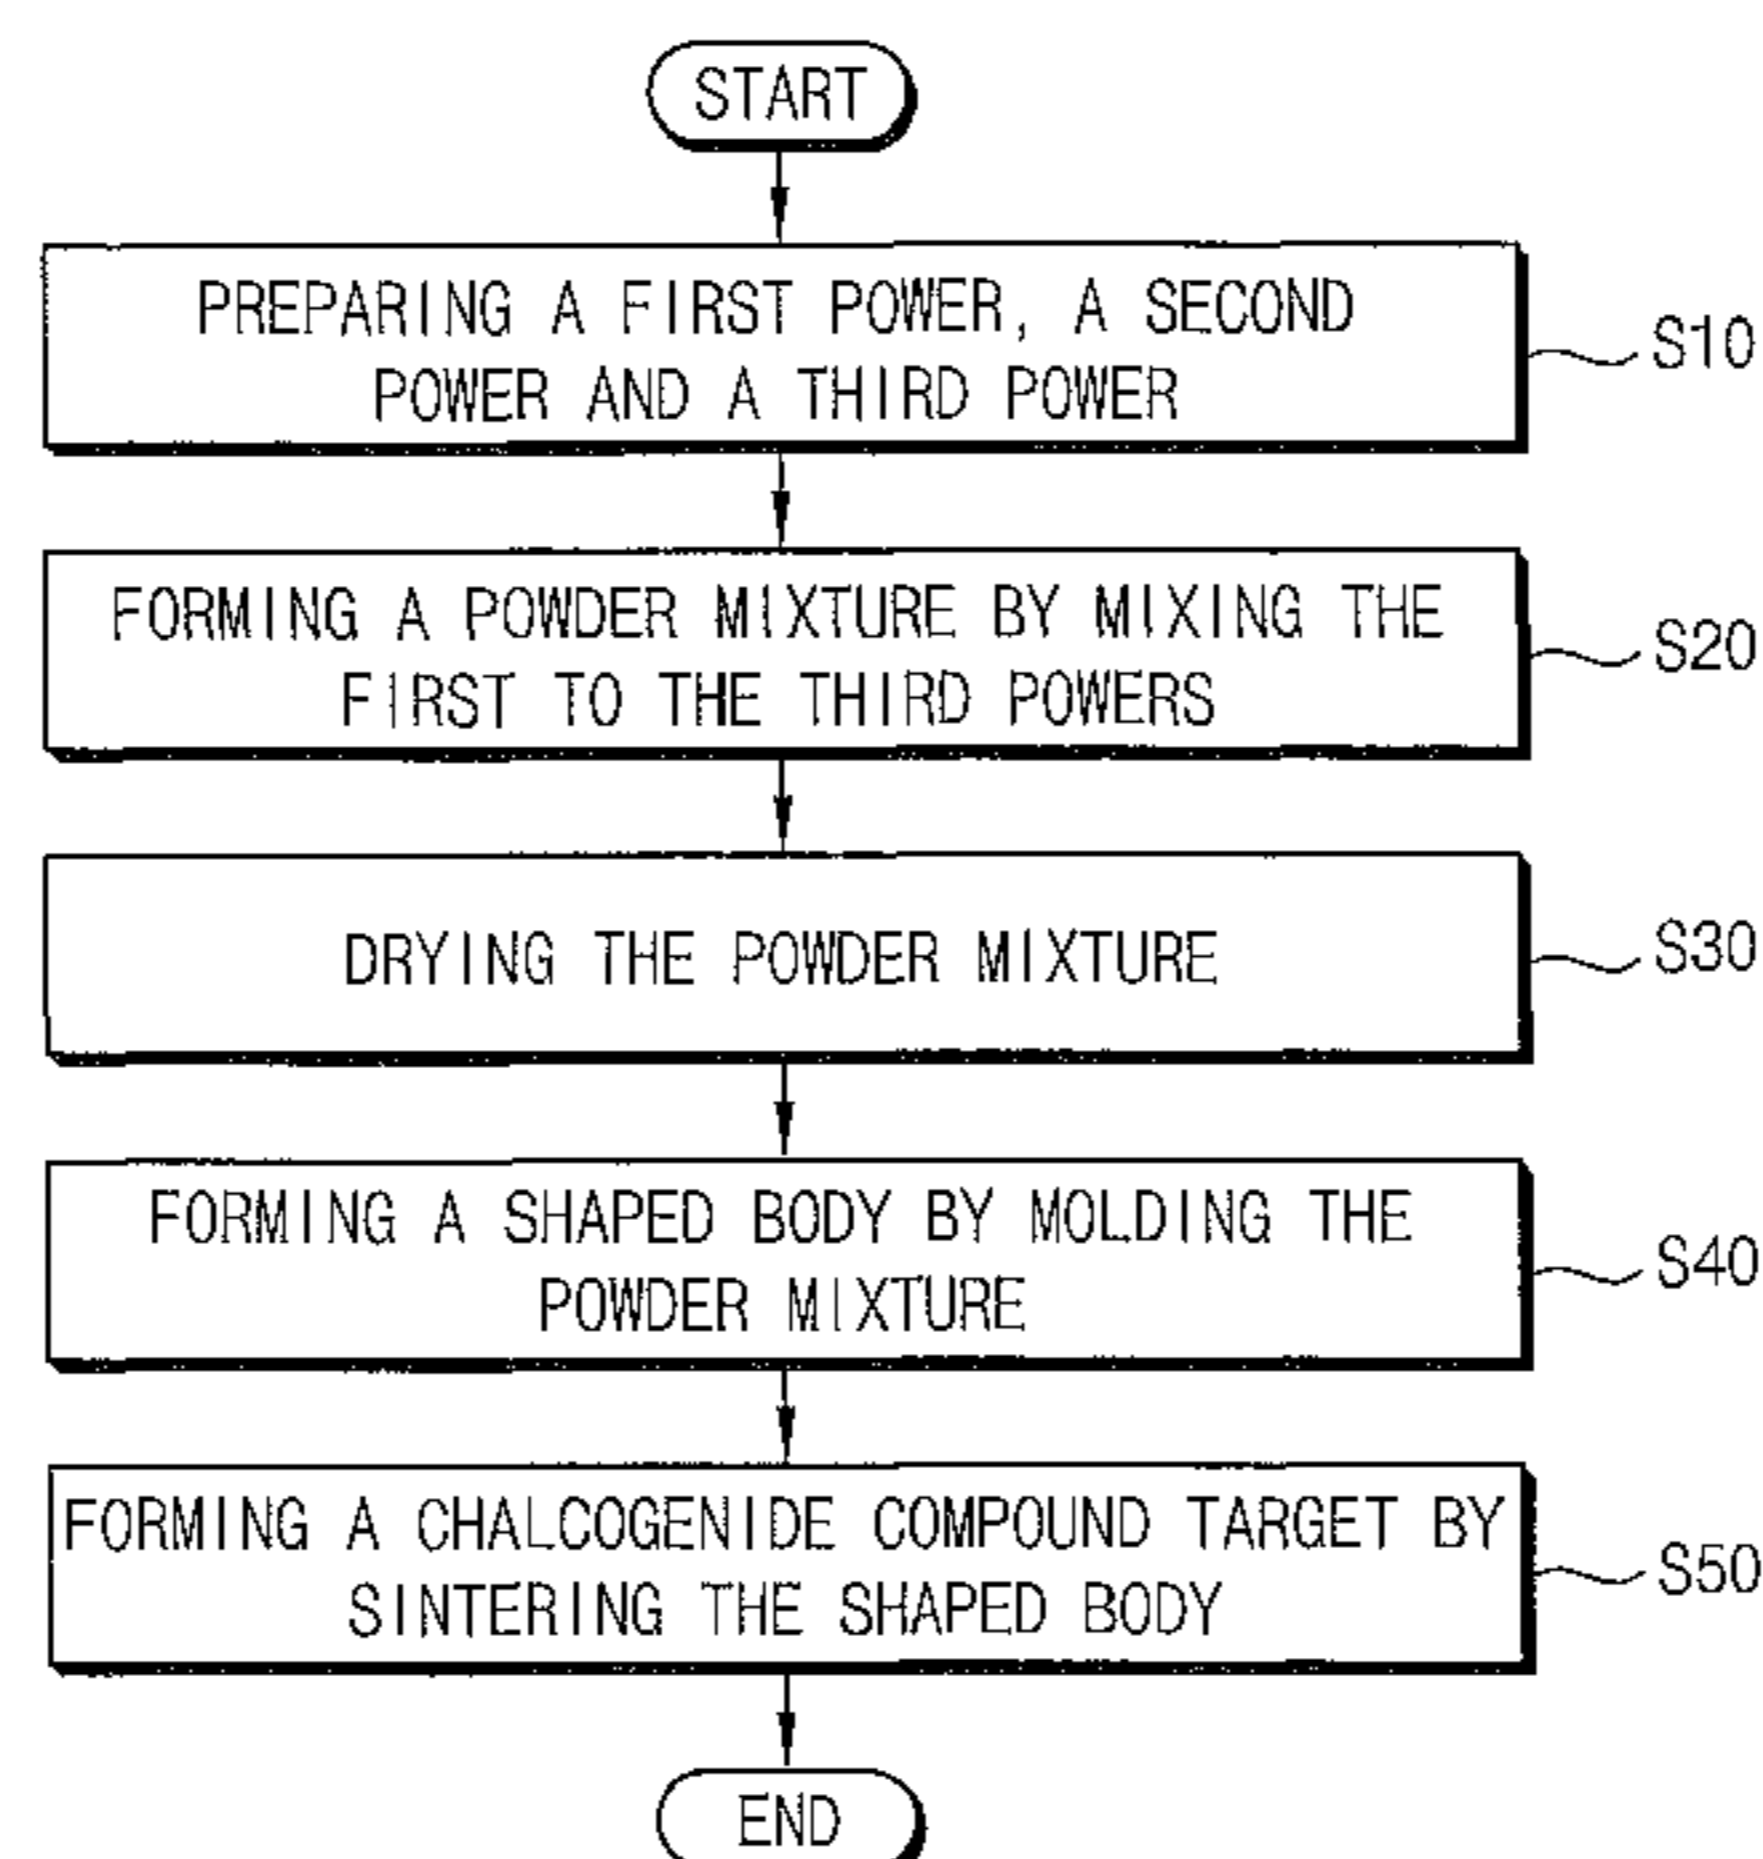 START
PREPARING A FIRST POWER, A SECOND
POWER AND A THIRD POWER
S10
FORMING A POWDER MIXTURE BY MIXING THE
FIRST TO THE THIRD POWERS
S20
DRYING THE POWDER MIXTURE
S30
FORMING A SHAPED BODY BY MOLDING THE
POWDER MIXTURE
S40
FORMING A CHALCOGENIDE COMPOUND TARGET BY
SINTERING THE SHAPED BODY
S50
END